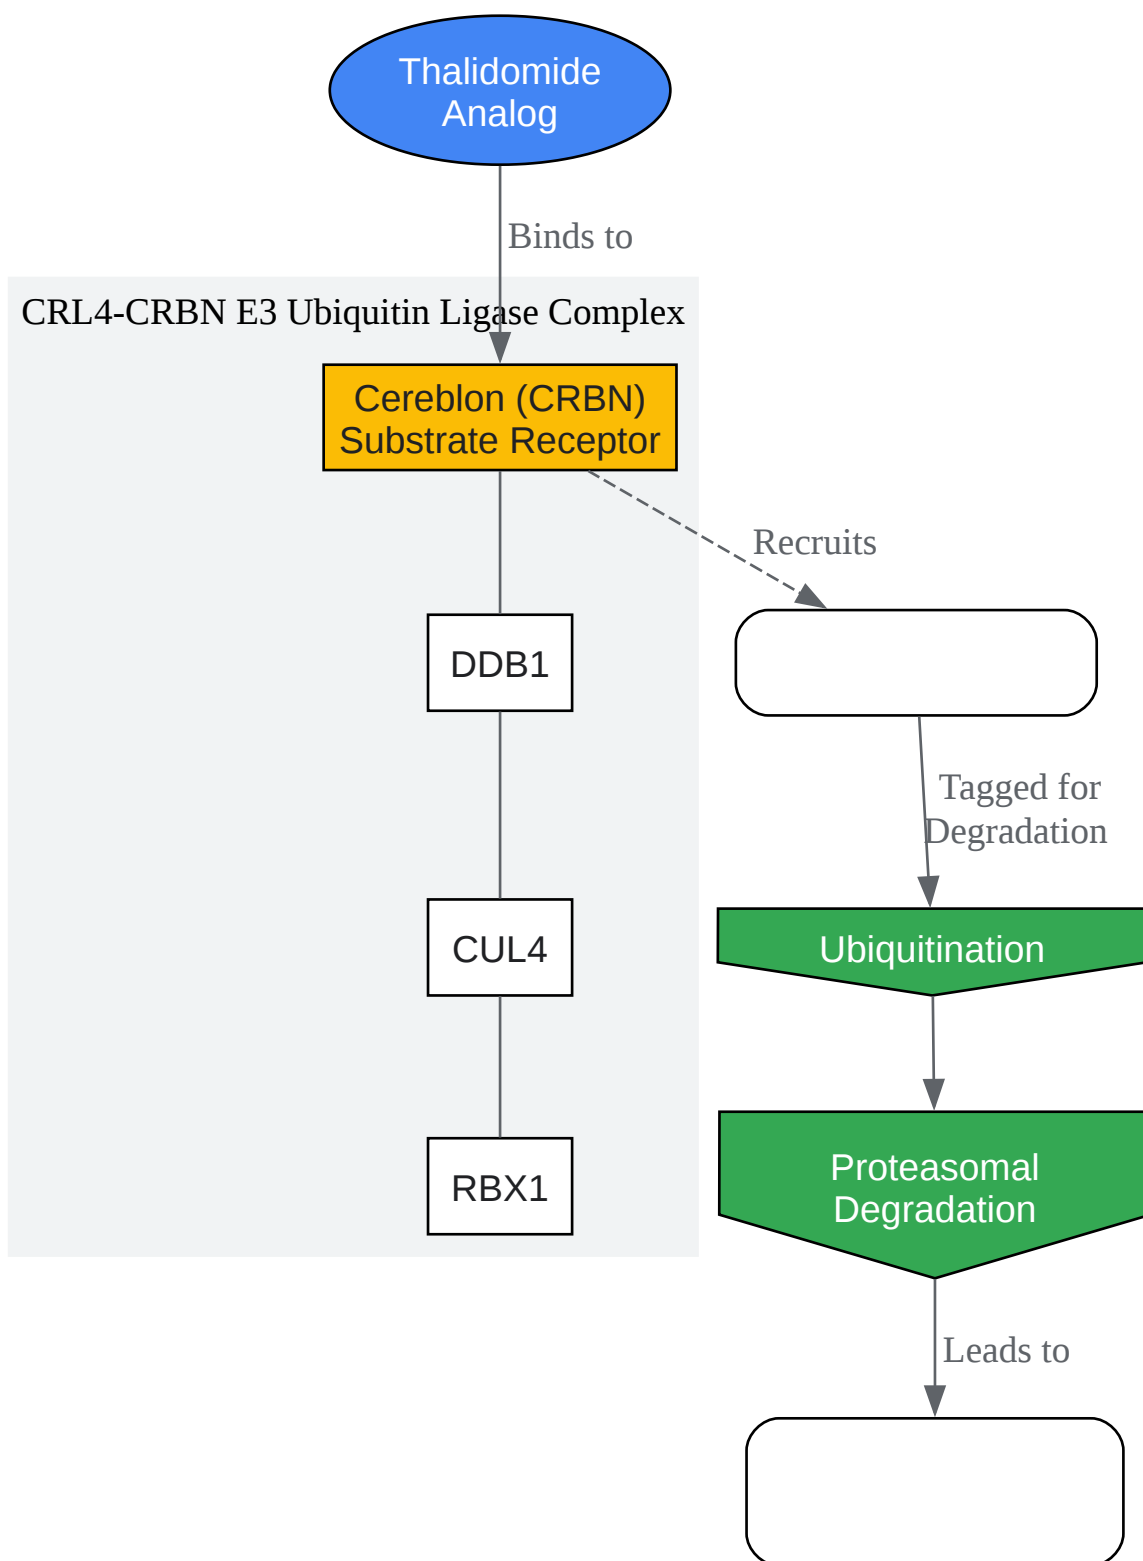 Thalidomide
Analog
Binds to
CRL4-CRBN E3 Ubiquitin Ligase Complex
Cereblon (CRBN)
Substrate Receptor
Recruits
DDB1
Tagged for
Degradation
CUL4
Ubiquitination
Proteasomal
Degradation
RBX1
Leads to